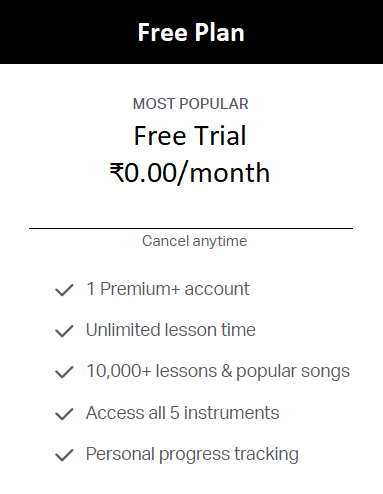 Free Plan
MOST POPULAR
Free Trial
₹0.00/month
Cancel anytime
1 Premium+ account
Unlimited lesson time
10,000+ lessons & popular songs
Access all 5 instruments
Personal progress tracking